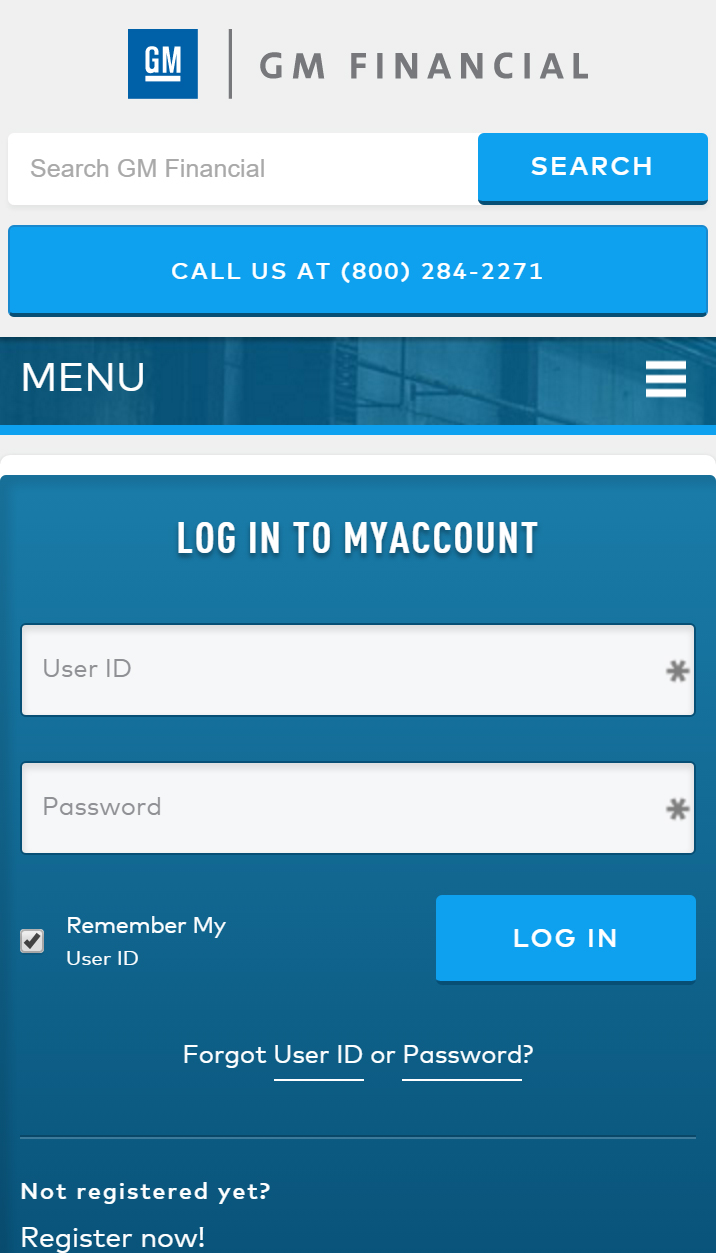 GM
GM FINANCIAL
Search GM Financial
SEARCH
CALL US AT (800) 284-2271
MENU
LOG IN TO MYACCOUNT
User ID
*
Password
*
Remember My
User ID
LOG IN
Forgot User ID or Password?
Not registered yet?
Register now!